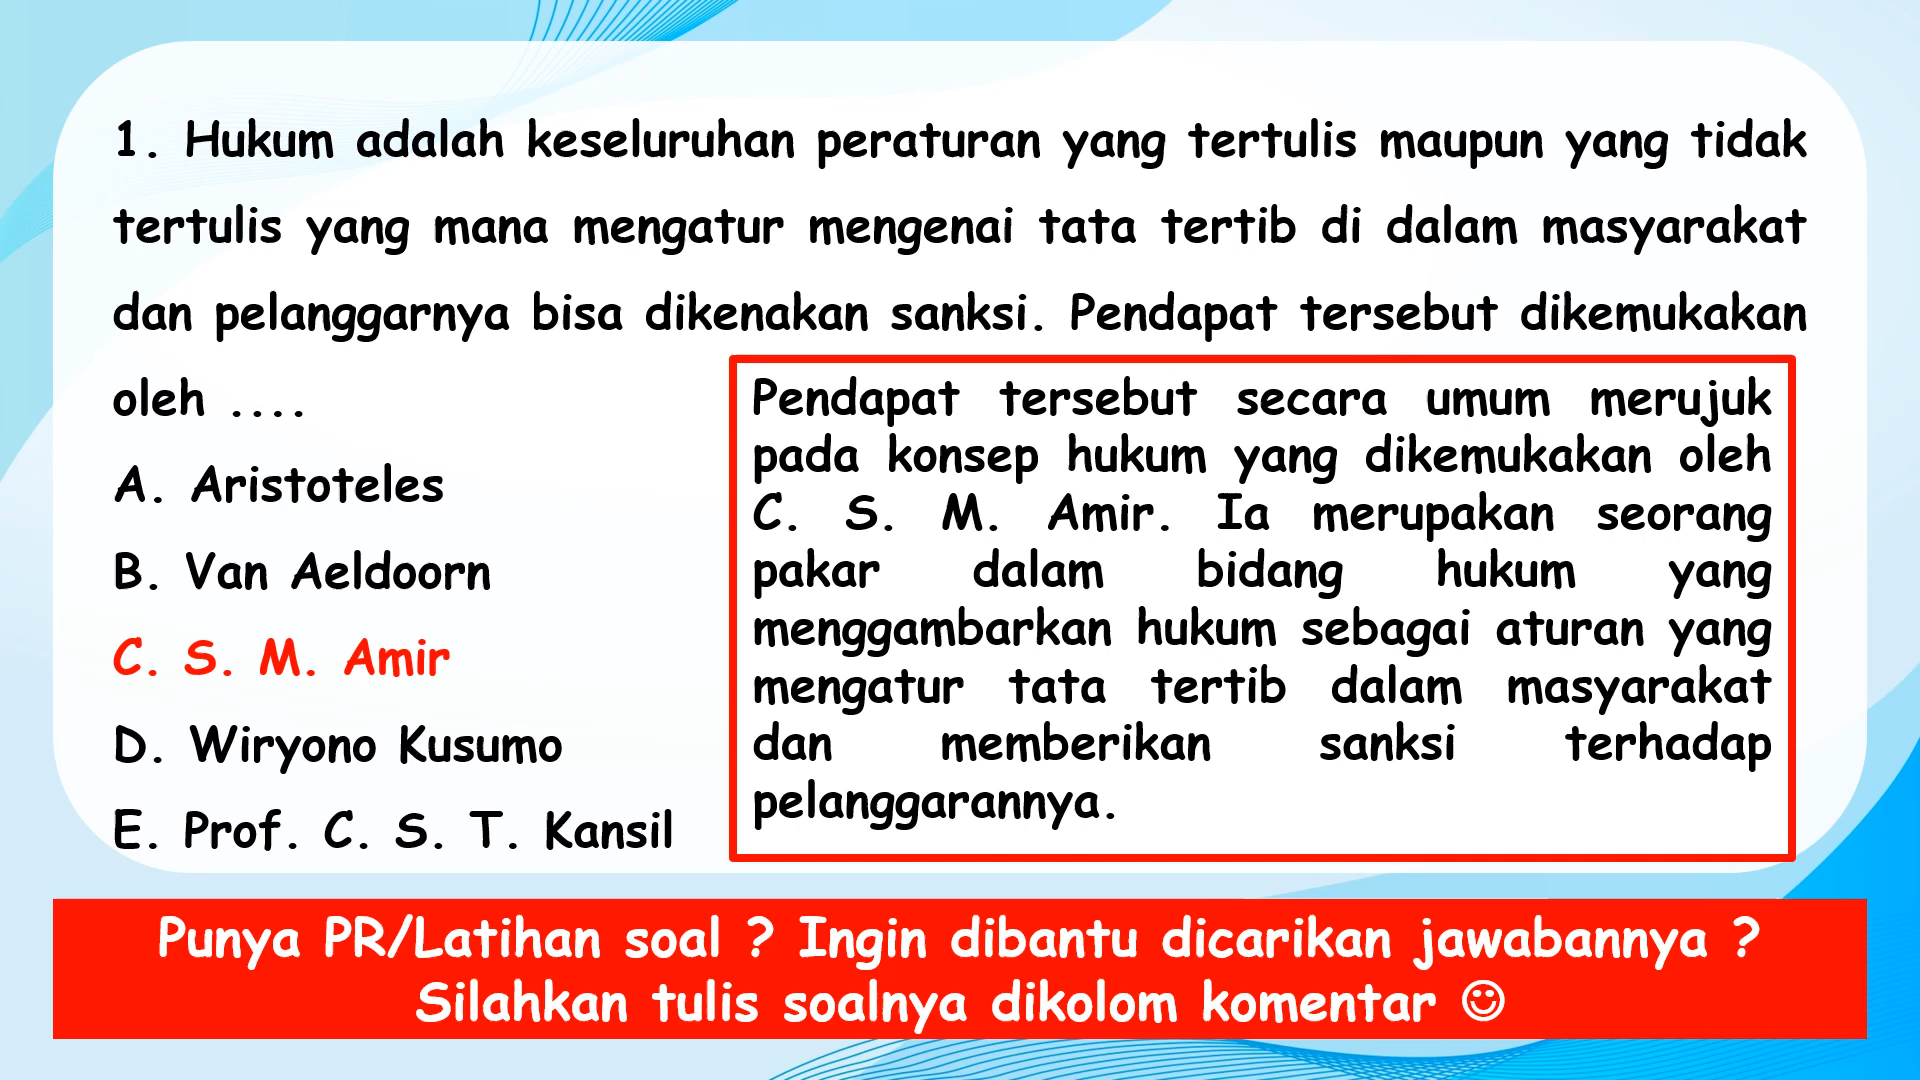 1. Hukum adalah keseluruhan peraturan yang tertulis maupun yang tidak
tertulis yang mana mengatur mengenai tata tertib di dalam masyarakat
dan pelanggarnya bisa dikenakan sanksi. Pendapat tersebut dikemukakan
oleh ....
A. Aristoteles
B. Van Aeldoorn
C. S. M. Amir
D. Wiryono Kusumo
E. Prof. C. S. T. Kansil
Pendapat tersebut secara umum merujuk
pada konsep hukum yang dikemukakan oleh
C. S. M. Amir. Ia merupakan seorang
pakar dalam bidang hukum yang
menggambarkan hukum sebagai aturan yang
mengatur tata tertib dalam masyarakat
dan memberikan sanksi terhadap
pelanggarannya.
Punya PR/Latihan soal ? Ingin dibantu dicarikan jawabannya ?
Silahkan tulis soalnya dikolom komentar ☺